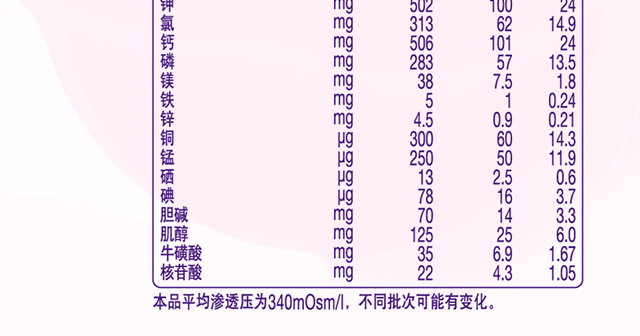 钾 mg 502 100 24
氯 mg 313 62 14.9
钙 mg 506 101 24
磷 mg 283 57 13.5
镁 mg 38 7.5 1.8
铁 mg 5 1 0.24
锌 mg 4.5 0.9 0.21
铜 μg 300 60 14.3
锰 μg 250 50 11.9
硒 μg 13 2.5 0.6
碘 μg 78 16 3.7
胆碱 mg 70 14 3.3
肌醇 mg 125 25 6.0
牛磺酸 mg 35 6.9 1.67
核苷酸 mg 22 4.3 1.05
本品平均渗透压为340mOsm/l，不同批次可能有变化。